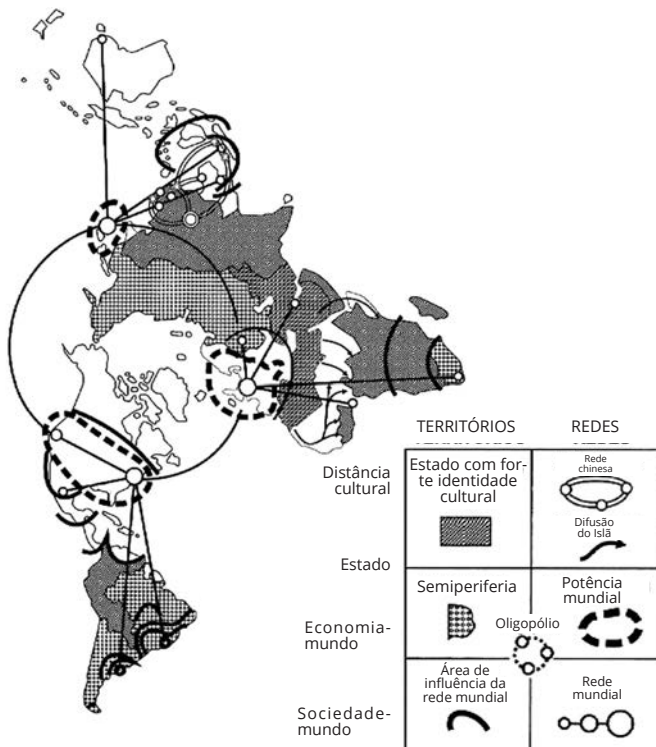 TERRITÓRIOS
REDES
Distância
cultural
Estado com for-
te identidade
cultural
Rede
chinesa
Difusão
do Islã
Estado
Semiperiferia
Potência
mundial
Economia-
mundo
Oligopólio
Área de
influência da
rede mundial
Rede
mundial
Sociedade-
mundo